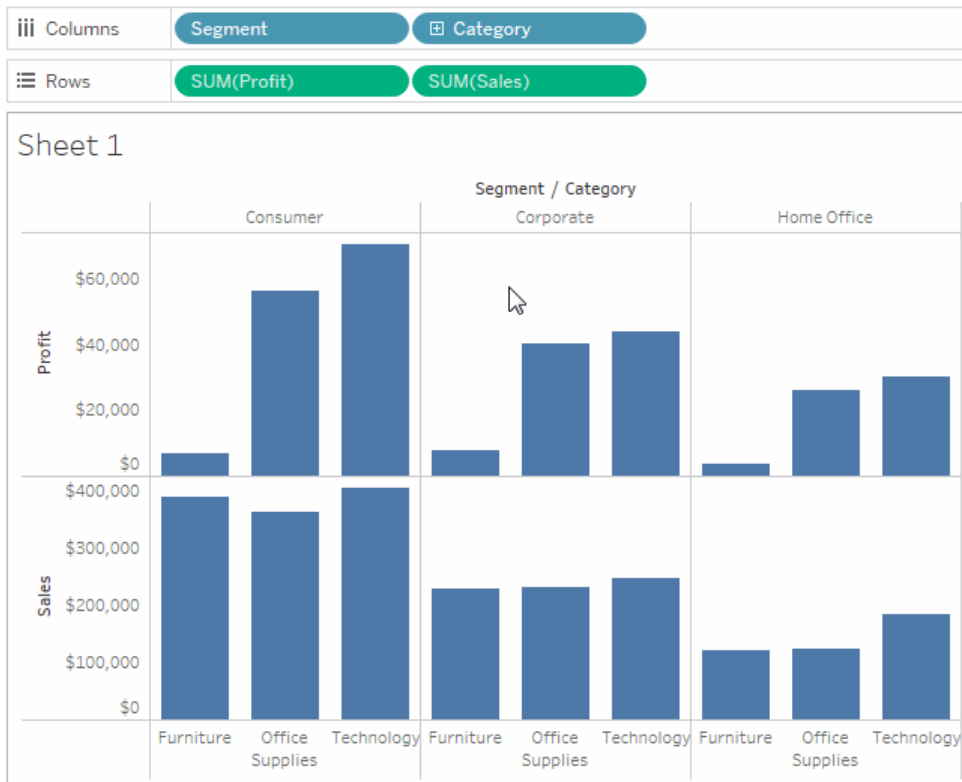 Columns Segment Category
Rows SUM(Profit) SUM(Sales)
Sheet 1
Segment / Category
Consumer Corporate Home Office
Profit
$60,000
$40,000
$20,000
$0
Sales
$400,000
$300,000
$200,000
$100,000
$0
Furniture Office Technology Furniture Office Technology Furniture Office Technology
Supplies Supplies Supplies